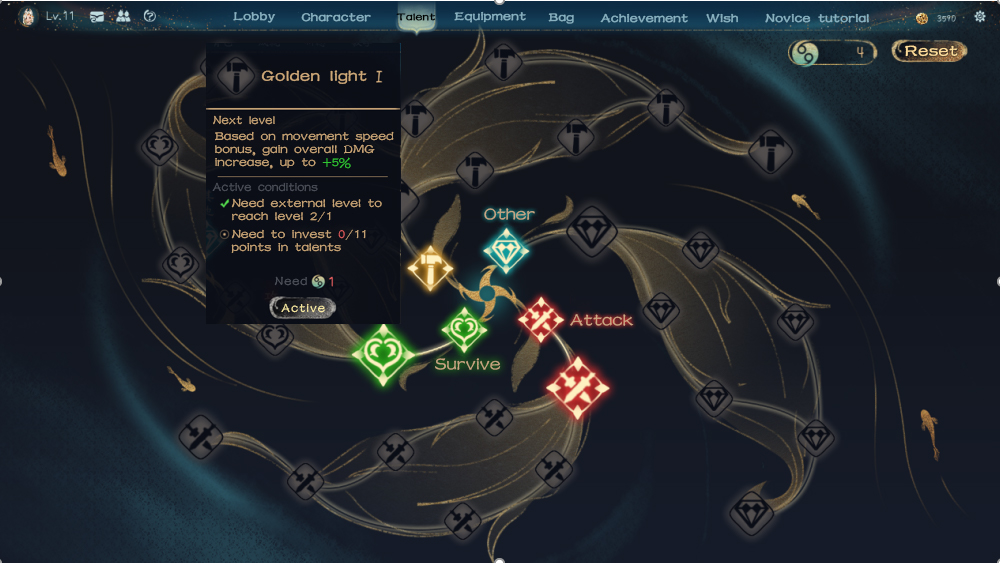 Lv.11
Lobby
Character
Talent
Equipment
Bag
Achievement
Wish
Novice tutorial
3590
4
Reset
Golden light I
Next level
Based on movement speed
bonus, gain overall DMG
increase, up to +5%
Active conditions
Need external level to
reach level 2/1
Need to invest 0/11
points in talents
Need 1
Active
Other
Attack
Survive